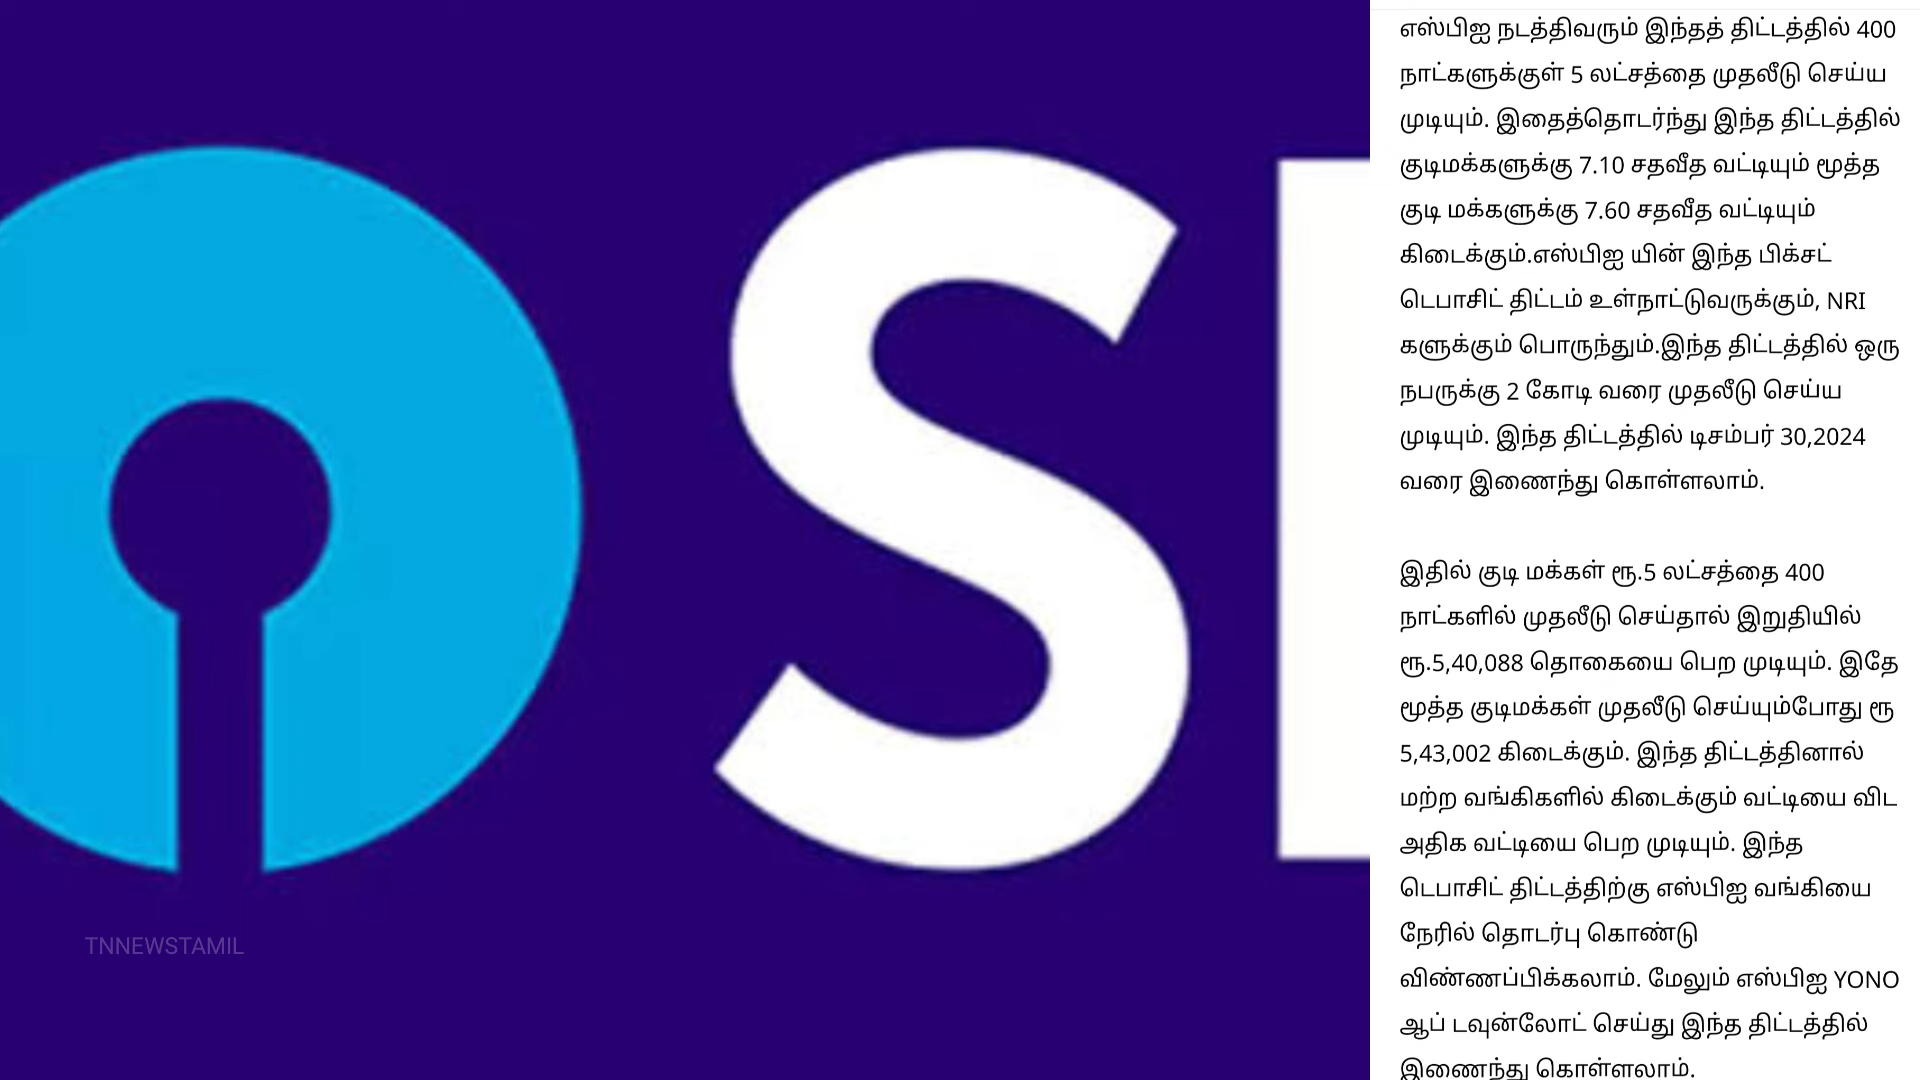 SI
TNNEWSTAMIL
எஸ்பிஐ நடத்திவரும் இந்தத் திட்டத்தில் 400
நாட்களுக்குள் 5 லட்சத்தை முதலீடு செய்ய
முடியும். இதைத்தொடர்ந்து இந்த திட்டத்தில்
குடிமக்களுக்கு 7.10 சதவீத வட்டியும் மூத்த
குடி மக்களுக்கு 7.60 சதவீத வட்டியும்
கிடைக்கும்.எஸ்பிஐ யின் இந்த பிக்சட்
டெபாசிட் திட்டம் உள்நாட்டுவருக்கும், NRI
களுக்கும் பொருந்தும்.இந்த திட்டத்தில் ஒரு
நபருக்கு 2 கோடி வரை முதலீடு செய்ய
முடியும். இந்த திட்டத்தில் டிசம்பர் 30,2024
வரை இணைந்து கொள்ளலாம்.
இதில் குடி மக்கள் ரூ.5 லட்சத்தை 400
நாட்களில் முதலீடு செய்தால் இறுதியில்
ரூ.5,40,088 தொகையை பெற முடியும். இதே
மூத்த குடிமக்கள் முதலீடு செய்யும்போது ரூ
5,43,002 கிடைக்கும். இந்த திட்டத்தினால்
மற்ற வங்கிகளில் கிடைக்கும் வட்டியை விட
அதிக வட்டியை பெற முடியும். இந்த
டெபாசிட் திட்டத்திற்கு எஸ்பிஐ வங்கியை
நேரில் தொடர்பு கொண்டு
விண்ணப்பிக்கலாம். மேலும் எஸ்பிஐ YONO
ஆப் டவுன்லோட் செய்து இந்த திட்டத்தில்
இணைந்து கொள்ளலாம்.